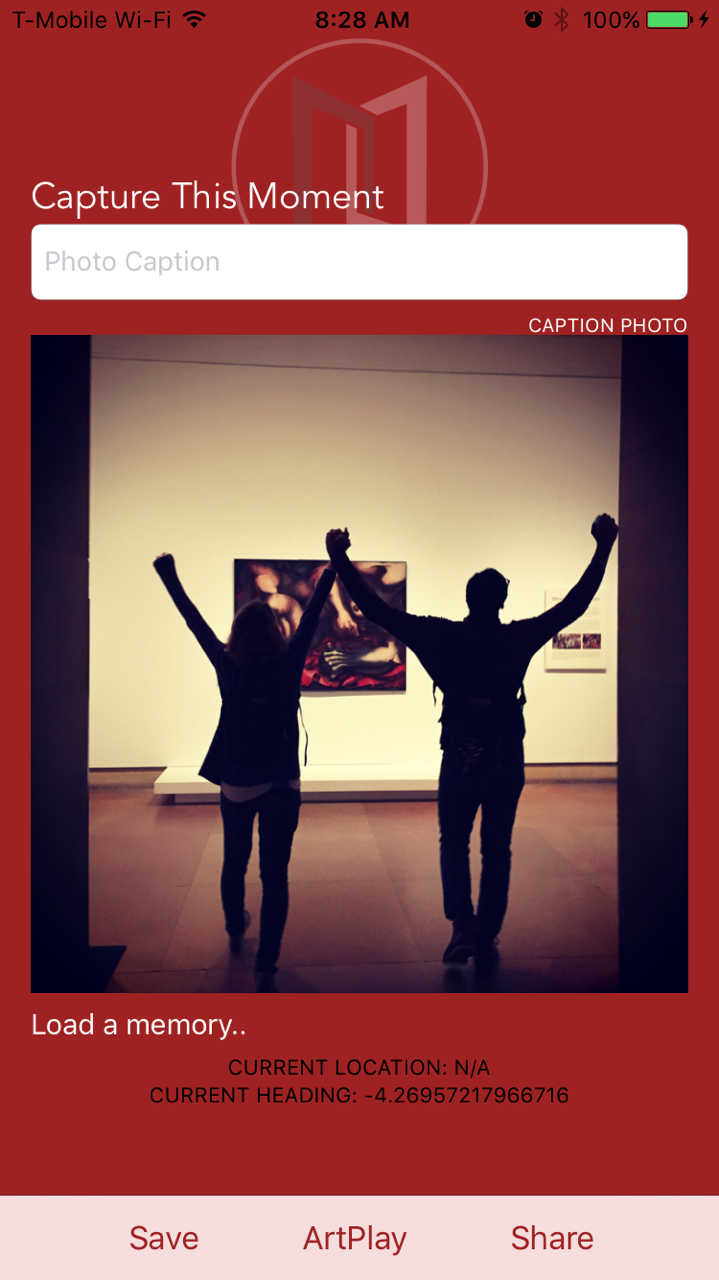 T-Mobile Wi-Fi 8:28 AM 100%
Capture This Moment
Photo Caption
CAPTION PHOTO
Load a memory..
CURRENT LOCATION: N/A
CURRENT HEADING: -4.26957217966716
Save ArtPlay Share